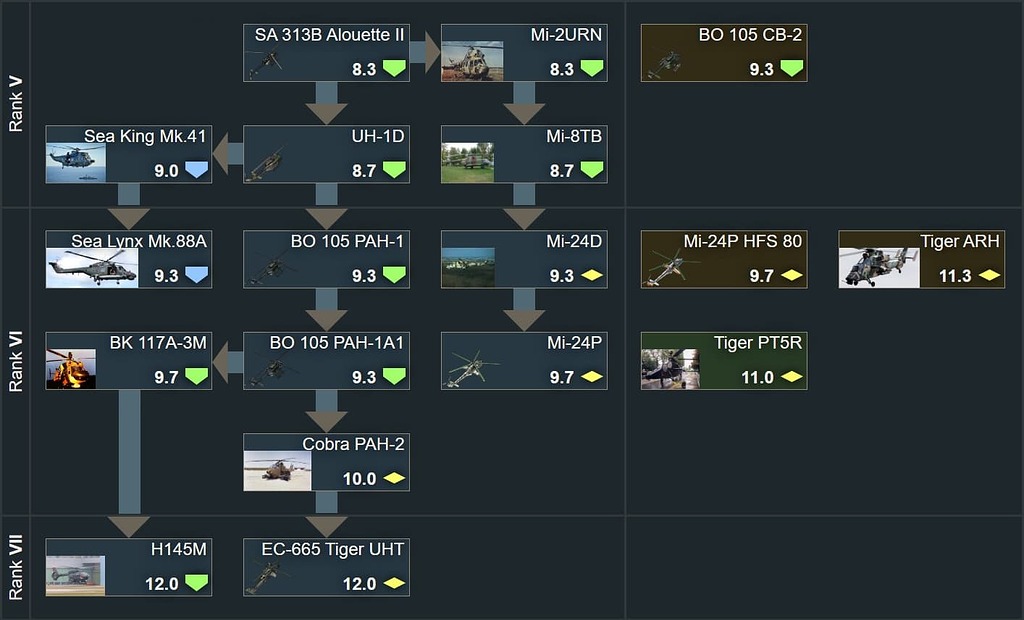 Rank V
SA 313B Alouette II
8.3
Mi-2URN
8.3
BO 105 CB-2
9.3
Sea King Mk.41
9.0
UH-1D
8.7
Mi-8TB
8.7
Rank VI
Sea Lynx Mk.88A
9.3
BO 105 PAH-1
9.3
Mi-24D
9.3
Mi-24P HFS 80
9.7
Tiger ARH
11.3
BK 117A-3M
9.7
BO 105 PAH-1A1
9.3
Mi-24P
9.7
Tiger PT5R
11.0
Cobra PAH-2
10.0
Rank VII
H145M
12.0
EC-665 Tiger UHT
12.0